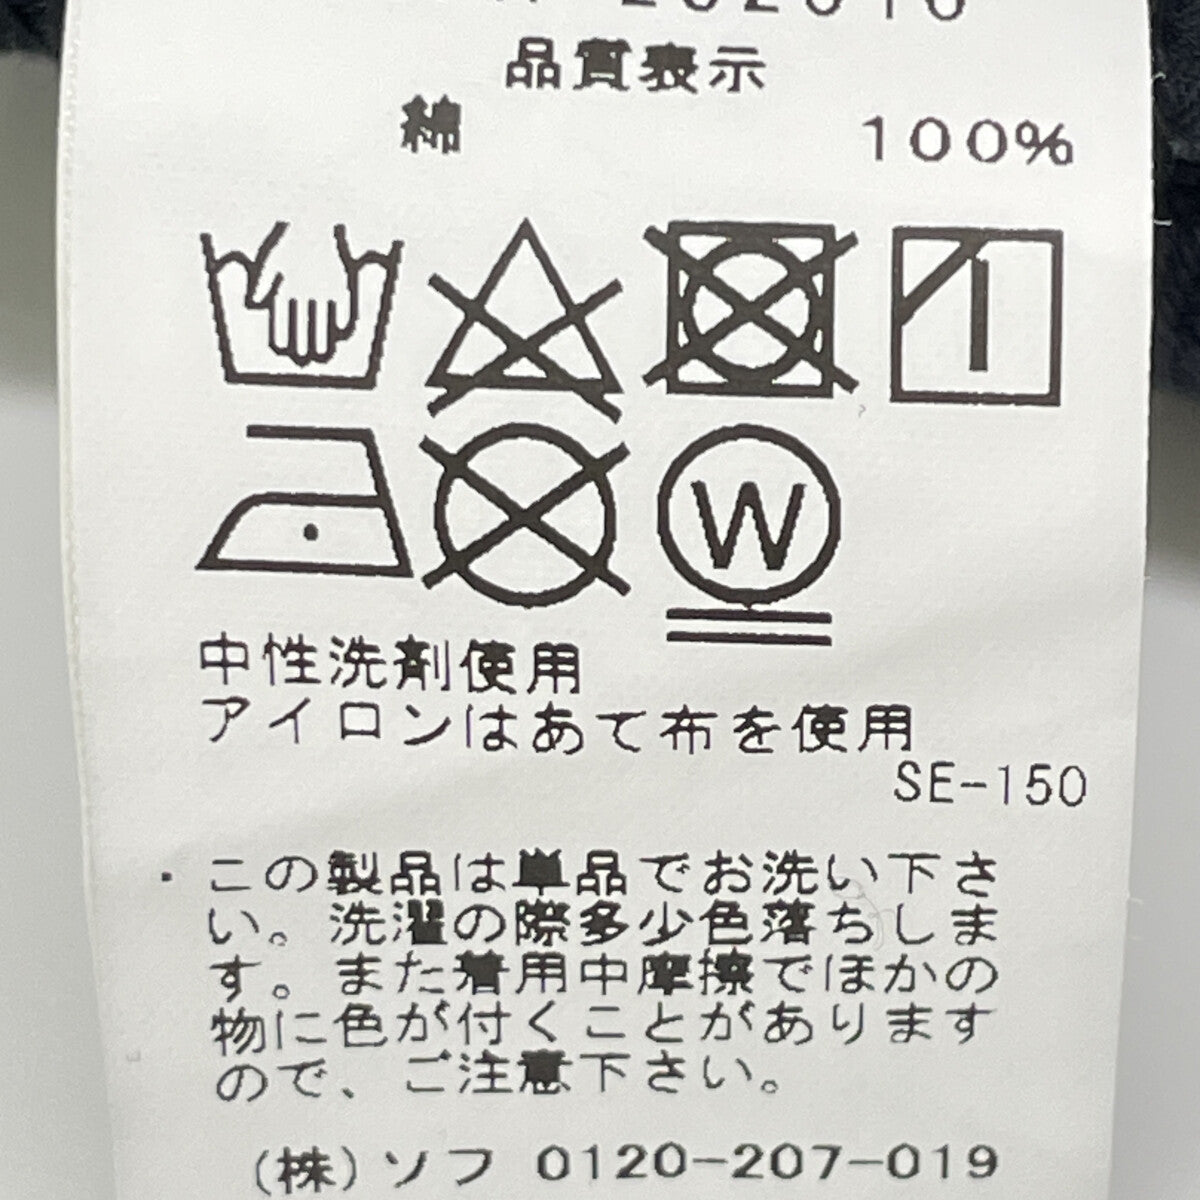 品質表示
綿 100%
W
中性洗剤使用
アイロンはあて布を使用
SE-150
・この製品は単品でお洗い下さ
い。洗濯の際多少色落ちしま
す。また着用中摩擦でほかの
物に色が付くことがあります
ので、ご注意下さい。
(株)ソフ 0120-207-019